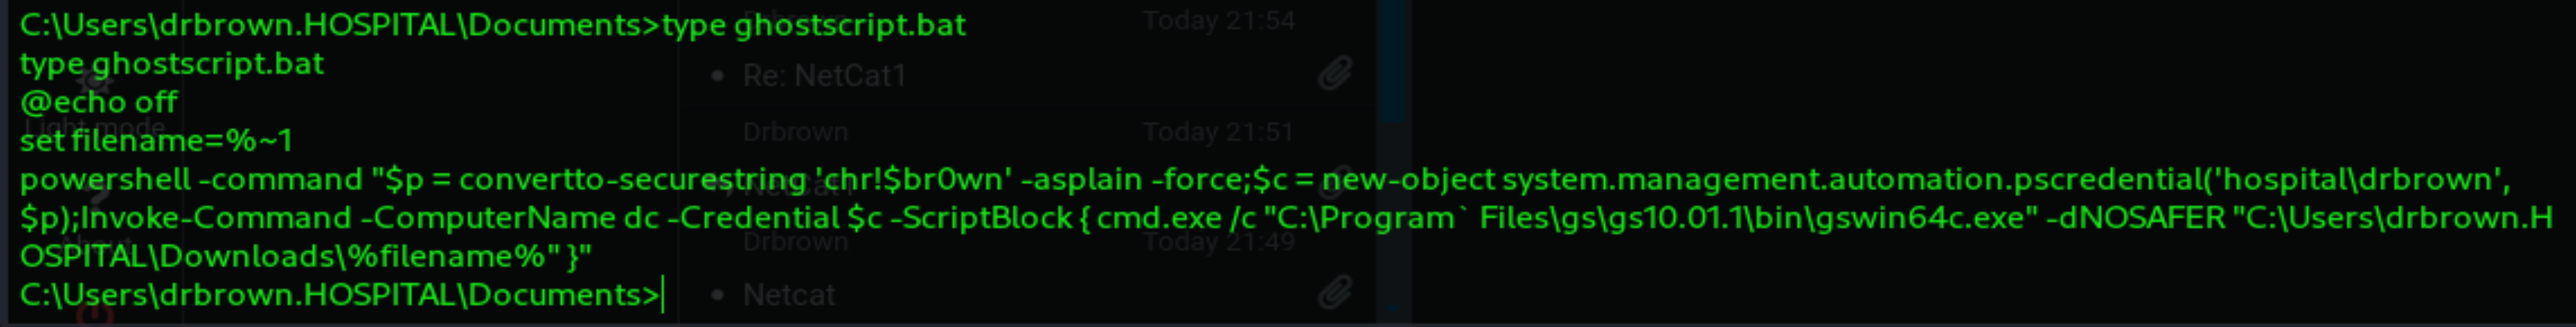 C:\Users\drbrown.HOSPITAL\Documents>type ghostscript.bat
type ghostscript.bat
@echo off
set filename=%~1
powershell -command "$p = convertto-securestring 'chr!$br0wn' -asplain -force;$c = new-object system.management.automation.pscredential('hospital\drbrown',
$p);Invoke-Command -ComputerName dc -Credential $c -ScriptBlock { cmd.exe /c "C:\Program` Files\gs\gs10.01.1\bin\gswin64c.exe" -dNOSAFER "C:\Users\drbrown.H
OSPITAL\Downloads\%filename%" }"
C:\Users\drbrown.HOSPITAL\Documents>
Light mode
About
Drbrown Today 21:54
Re: NetCat1
Drbrown Today 21:51
Drbrown Today 21:49
Netcat